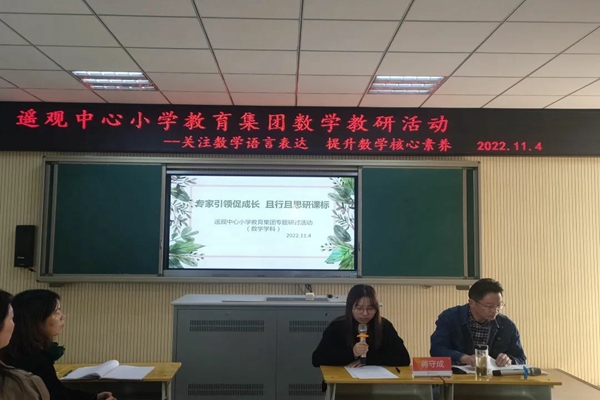 遥观中心小学教育集团数学教研活动
--关注数学语言表达 提升数学核心素养 2022.11.4
专家引领促成长 且行且思研课标
遥观中心小学教育集团专题研讨活动
（数学学科）
2022.11.4
蒋守成